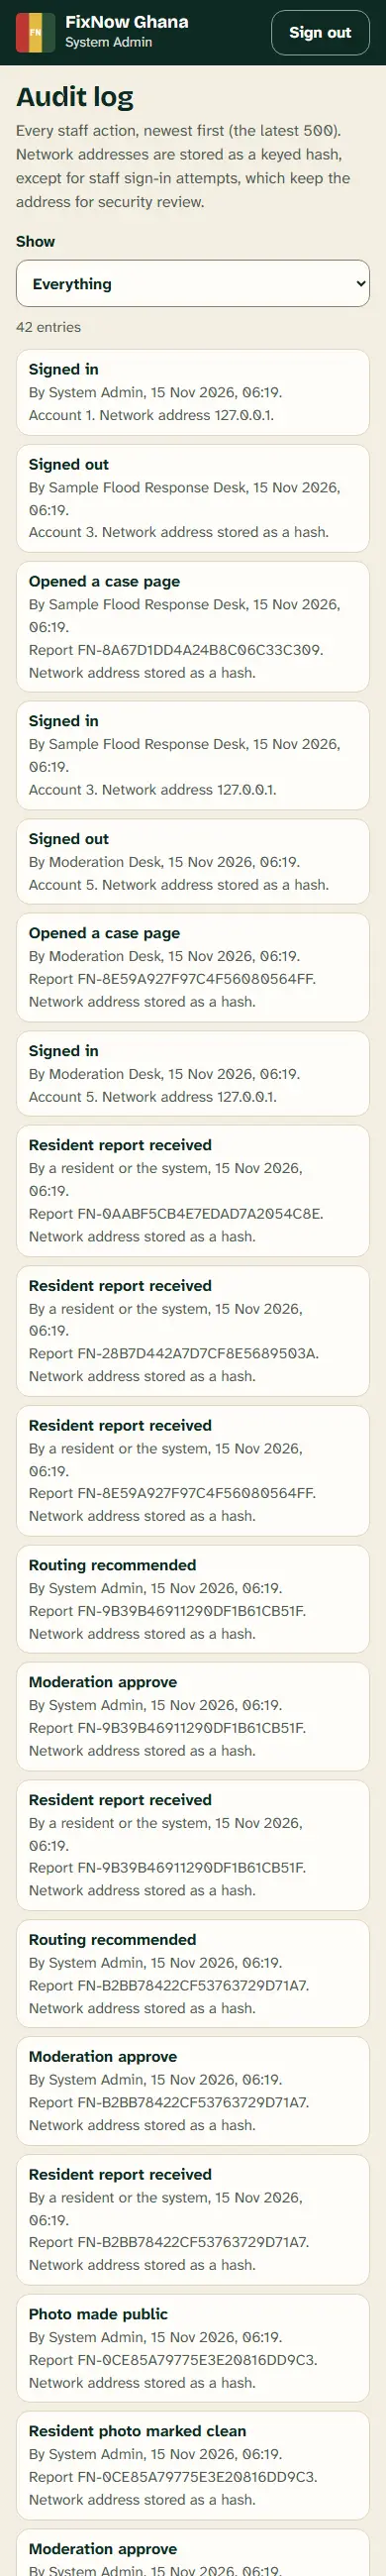 FN
FixNow Ghana
System Admin
Sign out
Audit log
Every staff action, newest first (the latest 500).
Network addresses are stored as a keyed hash,
except for staff sign-in attempts, which keep the
address for security review.
Show
Everything
42 entries
Signed in
By System Admin, 15 Nov 2026, 06:19.
Account 1. Network address 127.0.0.1.
Signed out
By Sample Flood Response Desk, 15 Nov 2026,
06:19.
Account 3. Network address stored as a hash.
Opened a case page
By Sample Flood Response Desk, 15 Nov 2026,
06:19.
Report FN-8A67D1DD4A24B8C06C33C309.
Network address stored as a hash.
Signed in
By Sample Flood Response Desk, 15 Nov 2026,
06:19.
Account 3. Network address 127.0.0.1.
Signed out
By Moderation Desk, 15 Nov 2026, 06:19.
Account 5. Network address stored as a hash.
Opened a case page
By Moderation Desk, 15 Nov 2026, 06:19.
Report FN-8E59A927F97C4F56080564FF.
Network address stored as a hash.
Signed in
By Moderation Desk, 15 Nov 2026, 06:19.
Account 5. Network address 127.0.0.1.
Resident report received
By a resident or the system, 15 Nov 2026,
06:19.
Report FN-0AABF5CB4E7EDAD7A2054C8E.
Network address stored as a hash.
Resident report received
By a resident or the system, 15 Nov 2026,
06:19.
Report FN-28B7D442A7D7CF8E5689503A.
Network address stored as a hash.
Resident report received
By a resident or the system, 15 Nov 2026,
06:19.
Report FN-8E59A927F97C4F56080564FF.
Network address stored as a hash.
Routing recommended
By System Admin, 15 Nov 2026, 06:19.
Report FN-9B39B46911290DF1B61CB51F.
Network address stored as a hash.
Moderation approve
By System Admin, 15 Nov 2026, 06:19.
Report FN-9B39B46911290DF1B61CB51F.
Network address stored as a hash.
Resident report received
By a resident or the system, 15 Nov 2026,
06:19.
Report FN-9B39B46911290DF1B61CB51F.
Network address stored as a hash.
Routing recommended
By System Admin, 15 Nov 2026, 06:19.
Report FN-B2BB78422CF53763729D71A7.
Network address stored as a hash.
Moderation approve
By System Admin, 15 Nov 2026, 06:19.
Report FN-B2BB78422CF53763729D71A7.
Network address stored as a hash.
Resident report received
By a resident or the system, 15 Nov 2026,
06:19.
Report FN-B2BB78422CF53763729D71A7.
Network address stored as a hash.
Photo made public
By System Admin, 15 Nov 2026, 06:19.
Report FN-0CE85A79775E3E20816DD9C3.
Network address stored as a hash.
Resident photo marked clean
By System Admin, 15 Nov 2026, 06:19.
Report FN-0CE85A79775E3E20816DD9C3.
Network address stored as a hash.
Moderation approve
By System Admin, 15 Nov 2026, 06:19.